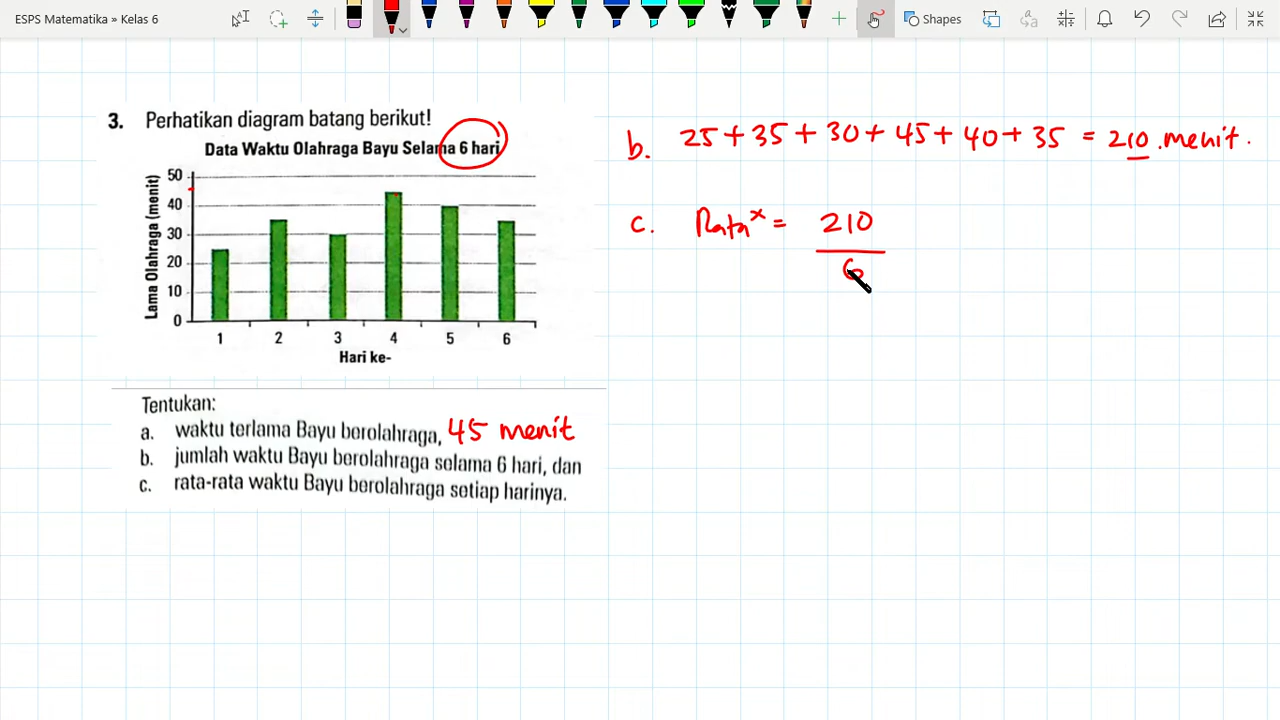 ESPS Matematika » Kelas 6
Shapes
3. Perhatikan diagram batang berikut!
Data Waktu Olahraga Bayu Selama 6 hari
Lama Olahraga (menit)
50
40
30
20
10
0
1 2 3 4 5 6
Hari ke-
Tentukan:
a. waktu terlama Bayu berolahraga, 45 menit
b. jumlah waktu Bayu berolahraga selama 6 hari, dan
c. rata-rata waktu Bayu berolahraga setiap harinya.
b. 25 + 35 + 30 + 45 + 40 + 35 = 210 menit.
c. Rata× = 210
6